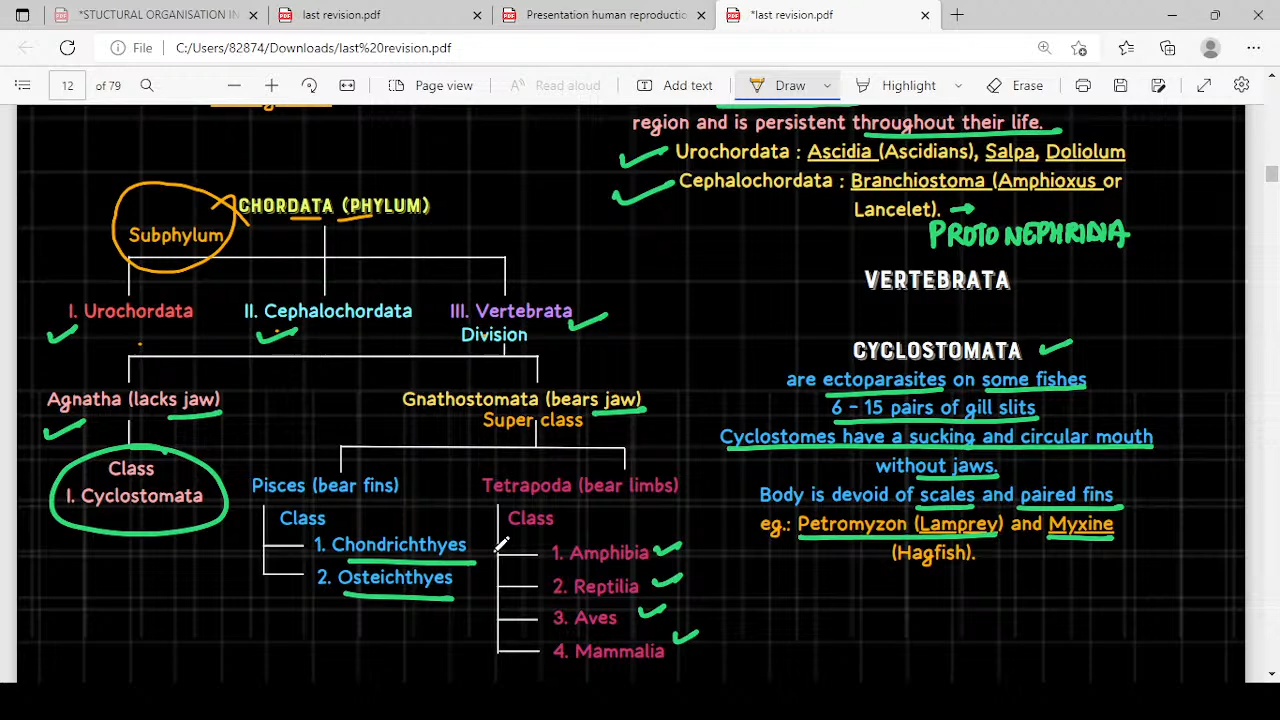 *STUCTURAL ORGANISATION IN
last revision.pdf
Presentation human reproductio
*last revision.pdf
File
C:/Users/82874/Downloads/last%20revision.pdf
12
of 79
Page view
Read aloud
Add text
Draw
Highlight
Erase
region and is persistent throughout their life.
Urochordata : Ascidia (Ascidians), Salpa, Doliolum
Cephalochordata : Branchiostoma (Amphioxus or
Lancelet).
PROTONEPHRIDIA
CHORDATA (PHYLUM)
Subphylum
I. Urochordata
II. Cephalochordata
III. Vertebrata
Division
Agnatha (lacks jaw)
Gnathostomata (bears jaw)
Super class
Class
I. Cyclostomata
Pisces (bear fins)
Class
1. Chondrichthyes
2. Osteichthyes
Tetrapoda (bear limbs)
Class
1. Amphibia
2. Reptilia
3. Aves
4. Mammalia
VERTEBRATA
CYCLOSTOMATA
are ectoparasites on some fishes
6 - 15 pairs of gill slits
Cyclostomes have a sucking and circular mouth
without jaws.
Body is devoid of scales and paired fins
eg.: Petromyzon (Lamprey) and Myxine
(Hagfish).